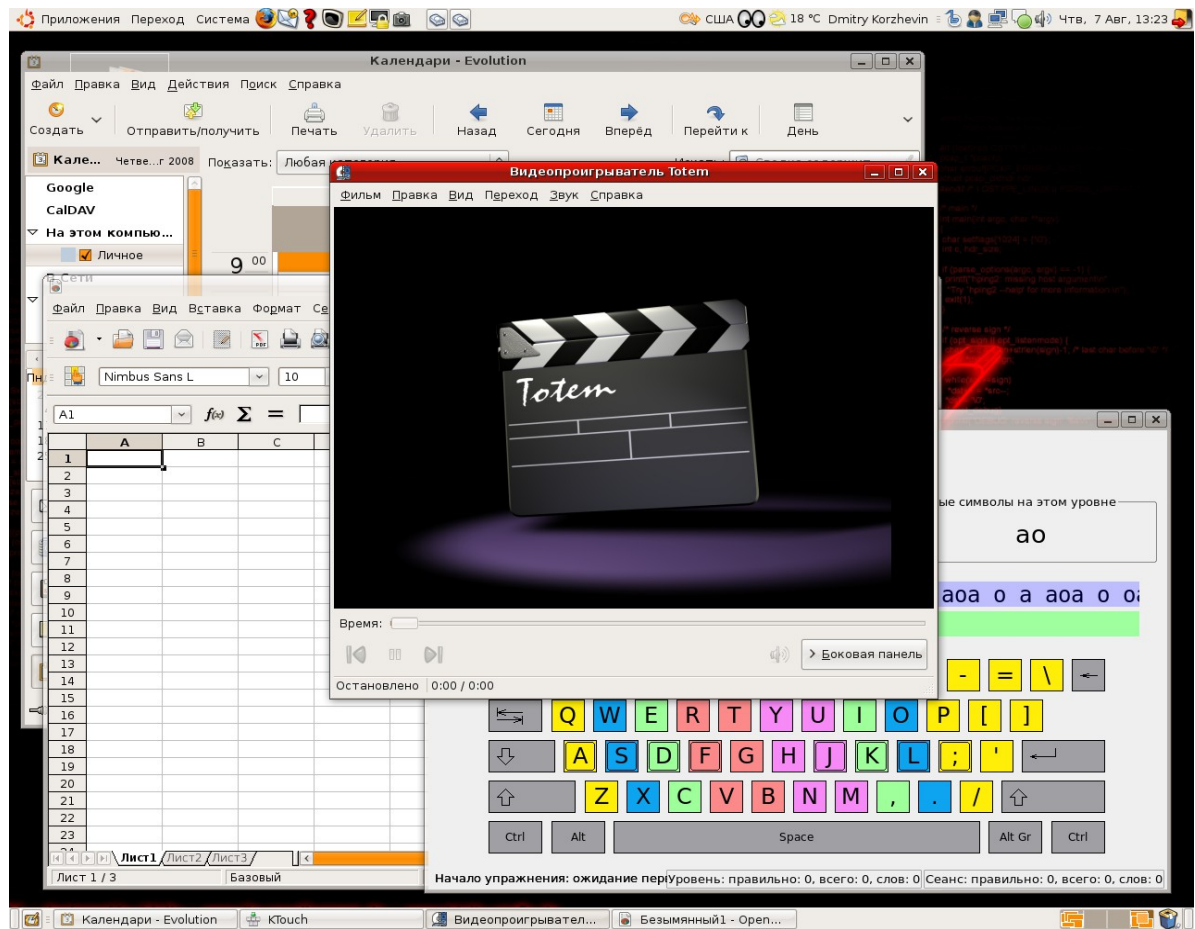 Приложения Переход Система США 18 °C Dmitry Korzhevin Чтв, 7 Авг, 13:23
Календари - Evolution
Файл Правка Вид Действия Поиск Справка
Создать Отправить/получить Печать Удалить Назад Сегодня Вперёд Перейти к День
Кале... Четве...г 2008 Показать: Любая
Google
CalDAV
На этом компью...
Личное
В Сети
9 00
Видеопроигрыватель Totem
Фильм Правка Вид Переход Звук Справка
Totem
Время:
Боковая панель
Остановлено 0:00 / 0:00
Файл Правка Вид Вставка Формат
Nimbus Sans L 10
A1 f(x) Σ =
A B C
1
2
3
4
5
6
7
8
9
10
11
12
13
14
15
16
17
18
19
20
21
22
23
Лист1 Лист2 Лист3
Лист 1 / 3 Базовый
ые символы на этом уровне
ао
аоа о а аоа о
- = \
Q W E R T Y U I O P [ ]
A S D F G H J K L ; '
Z X C V B N M , . /
Ctrl Alt Space Alt Gr Ctrl
Начало упражнения: ожидание пер Уровень: правильно: 0, всего: 0, слов: 0 Сеанс: правильно: 0, всего: 0, слов: 0
Календари - Evolution KTouch Видеопроигрывател... Безымянный1 - Open...